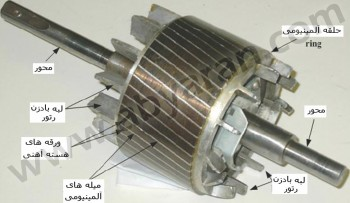 حلقه آلمینیومی
ring
محور
لبه بادزن
رتور
محور
ورقه های
هسته آهنی
میله های
آلمینیومی
لبه بادزن
رتور